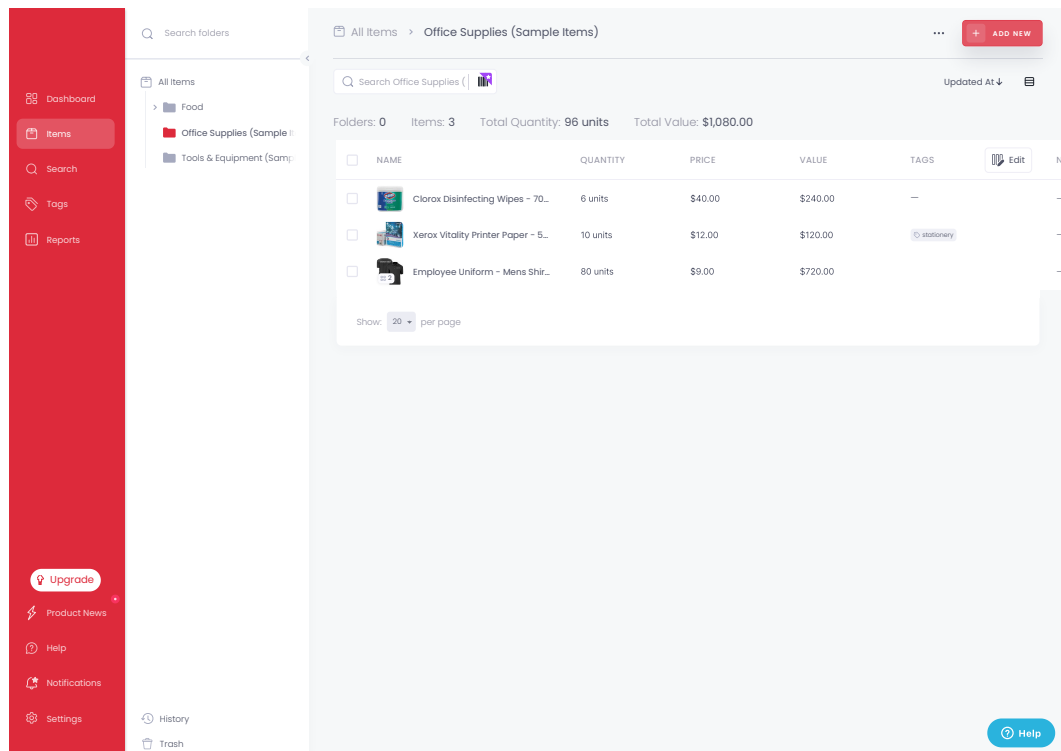 Dashboard
Items
Search
Tags
Reports
Upgrade
Product News
Help
Notifications
Settings
Search folders
All Items
Food
Office Supplies (Sample It
Tools & Equipment (Samp
History
Trash
All Items > Office Supplies (Sample Items)
... + ADD NEW
Search Office Supplies (
Updated At
Folders: 0 Items: 3 Total Quantity: 96 units Total Value: $1,080.00
NAME QUANTITY PRICE VALUE TAGS Edit
Clorox Disinfecting Wipes - 70... 6 units $40.00 $240.00 —
Xerox Vitality Printer Paper - 5... 10 units $12.00 $120.00 stationery
Employee Uniform - Mens Shir... 80 units $9.00 $720.00
2
Show: 20 per page
Help